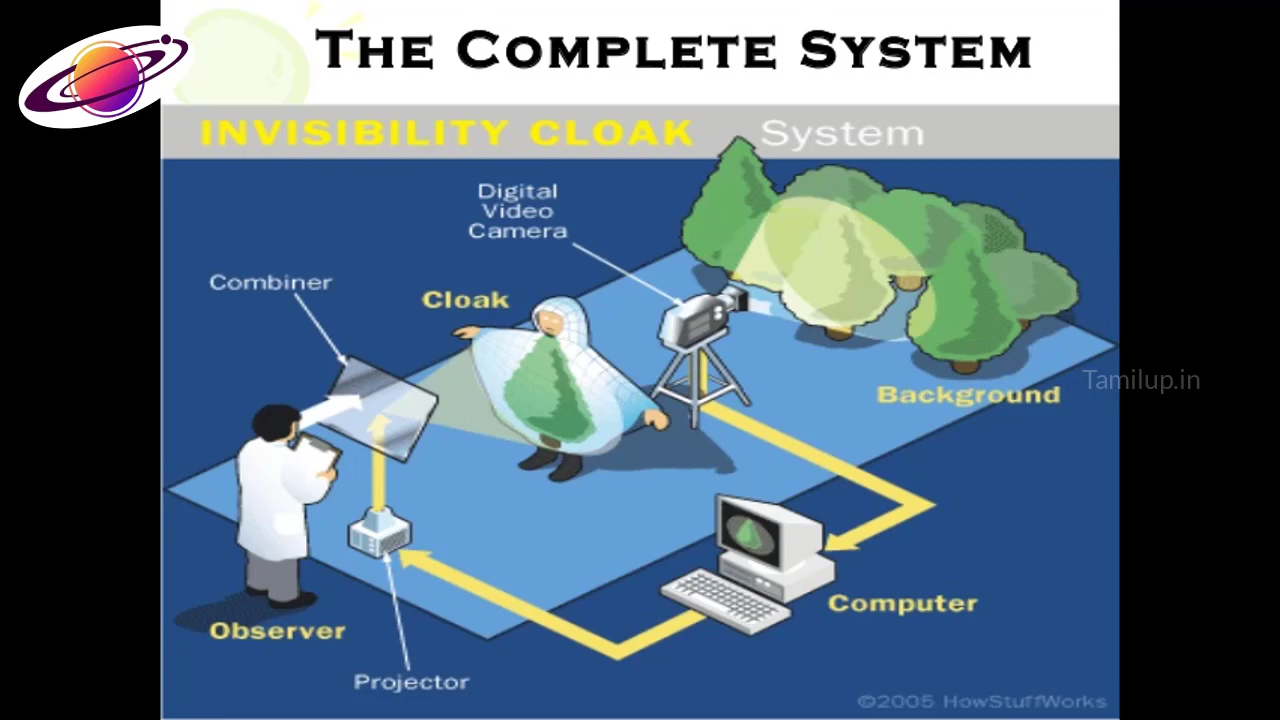 THE COMPLETE SYSTEM
INVISIBILITY CLOAK System
Digital
Video
Camera
Combiner
Cloak
Tamilup.in
Background
Computer
Observer
Projector
©2005 HowStuffWorks